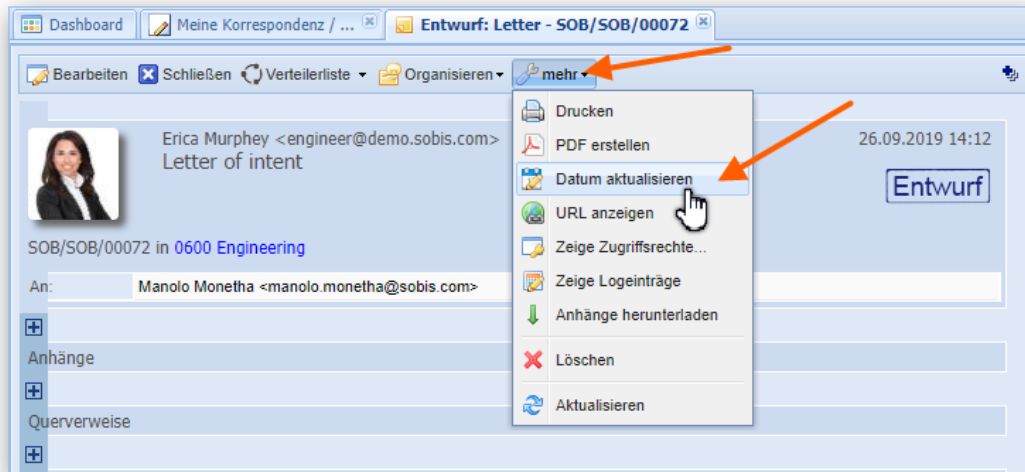 Dashboard Meine Korrespondenz / ... Entwurf: Letter - SOB/SOB/00072
Bearbeiten Schließen Verteilerliste Organisieren mehr
Erica Murphey <engineer@demo.sobis.com> 26.09.2019 14:12
Letter of intent
Entwurf
SOB/SOB/00072 in 0600 Engineering
An: Manolo Monetha <manolo.monetha@sobis.com>
Anhänge
Querverweise
Drucken
PDF erstellen
Datum aktualisieren
URL anzeigen
Zeige Zugriffsrechte...
Zeige Logeinträge
Anhänge herunterladen
Löschen
Aktualisieren